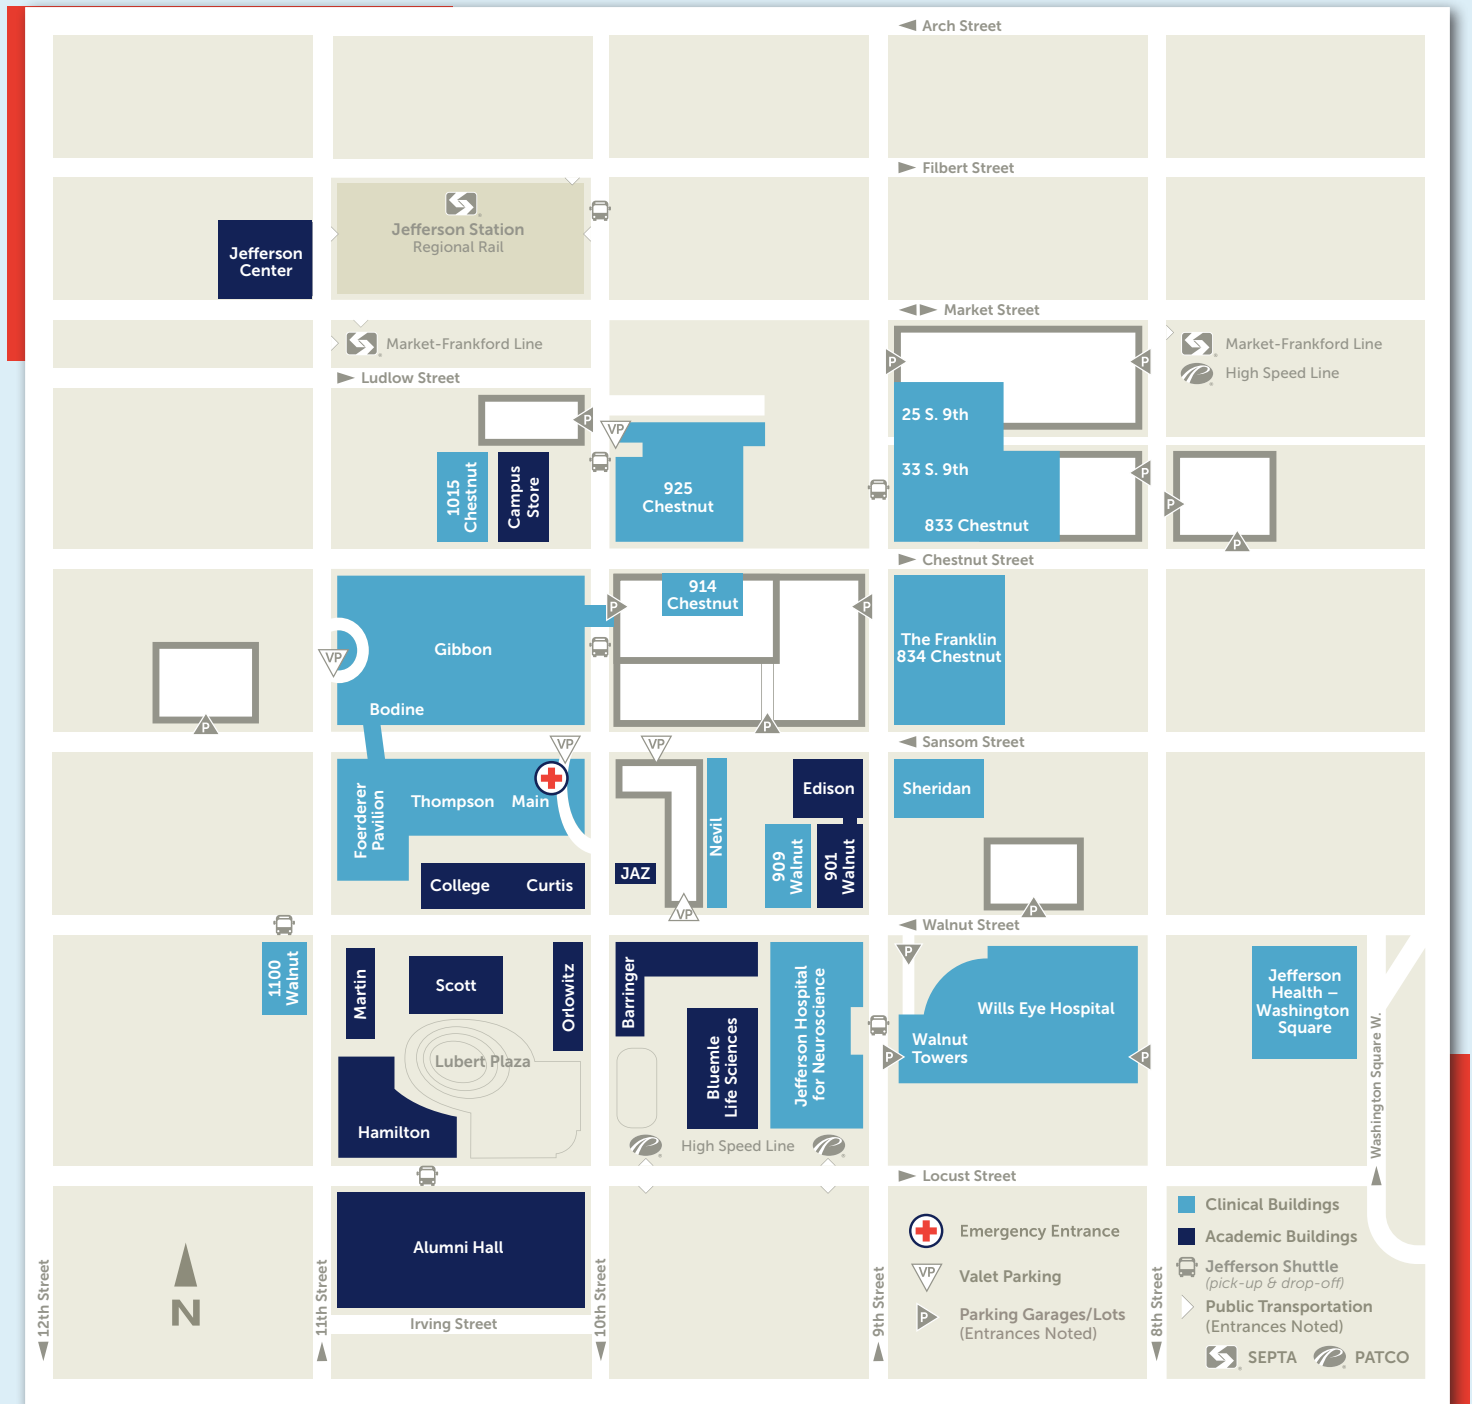 Arch Street
Filbert Street
Jefferson Station
Regional Rail
Jefferson
Center
Market Street
Market-Frankford Line
Market-Frankford Line
High Speed Line
Ludlow Street
P
P
25 S. 9th
P
VP
1015
Chestnut
Campus
Store
925
Chestnut
33 S. 9th
P
833 Chestnut
P
P
Chestnut Street
914
Chestnut
P
P
Gibbon
VP
Bodine
The Franklin
834 Chestnut
P
P
Sansom Street
VP
VP
Foerderer
Pavilion
Thompson
Main
Nevil
Edison
Sheridan
909
Walnut
901
Walnut
JAZ
College
Curtis
VP
P
Walnut Street
P
1100
Walnut
Martin
Scott
Orlowitz
Barringer
Bluemle
Life Sciences
Jefferson Hospital
for Neuroscience
Wills Eye Hospital
Walnut
Towers
P
P
Jefferson
Health –
Washington
Square
Washington Square W.
Lubert Plaza
Hamilton
High Speed Line
Locust Street
Alumni Hall
Irving Street
N
12th Street
11th Street
10th Street
9th Street
8th Street
Emergency Entrance
VP
Valet Parking
P
Parking Garages/Lots
(Entrances Noted)
Clinical Buildings
Academic Buildings
Jefferson Shuttle
(pick-up & drop-off)
Public Transportation
(Entrances Noted)
SEPTA
PATCO